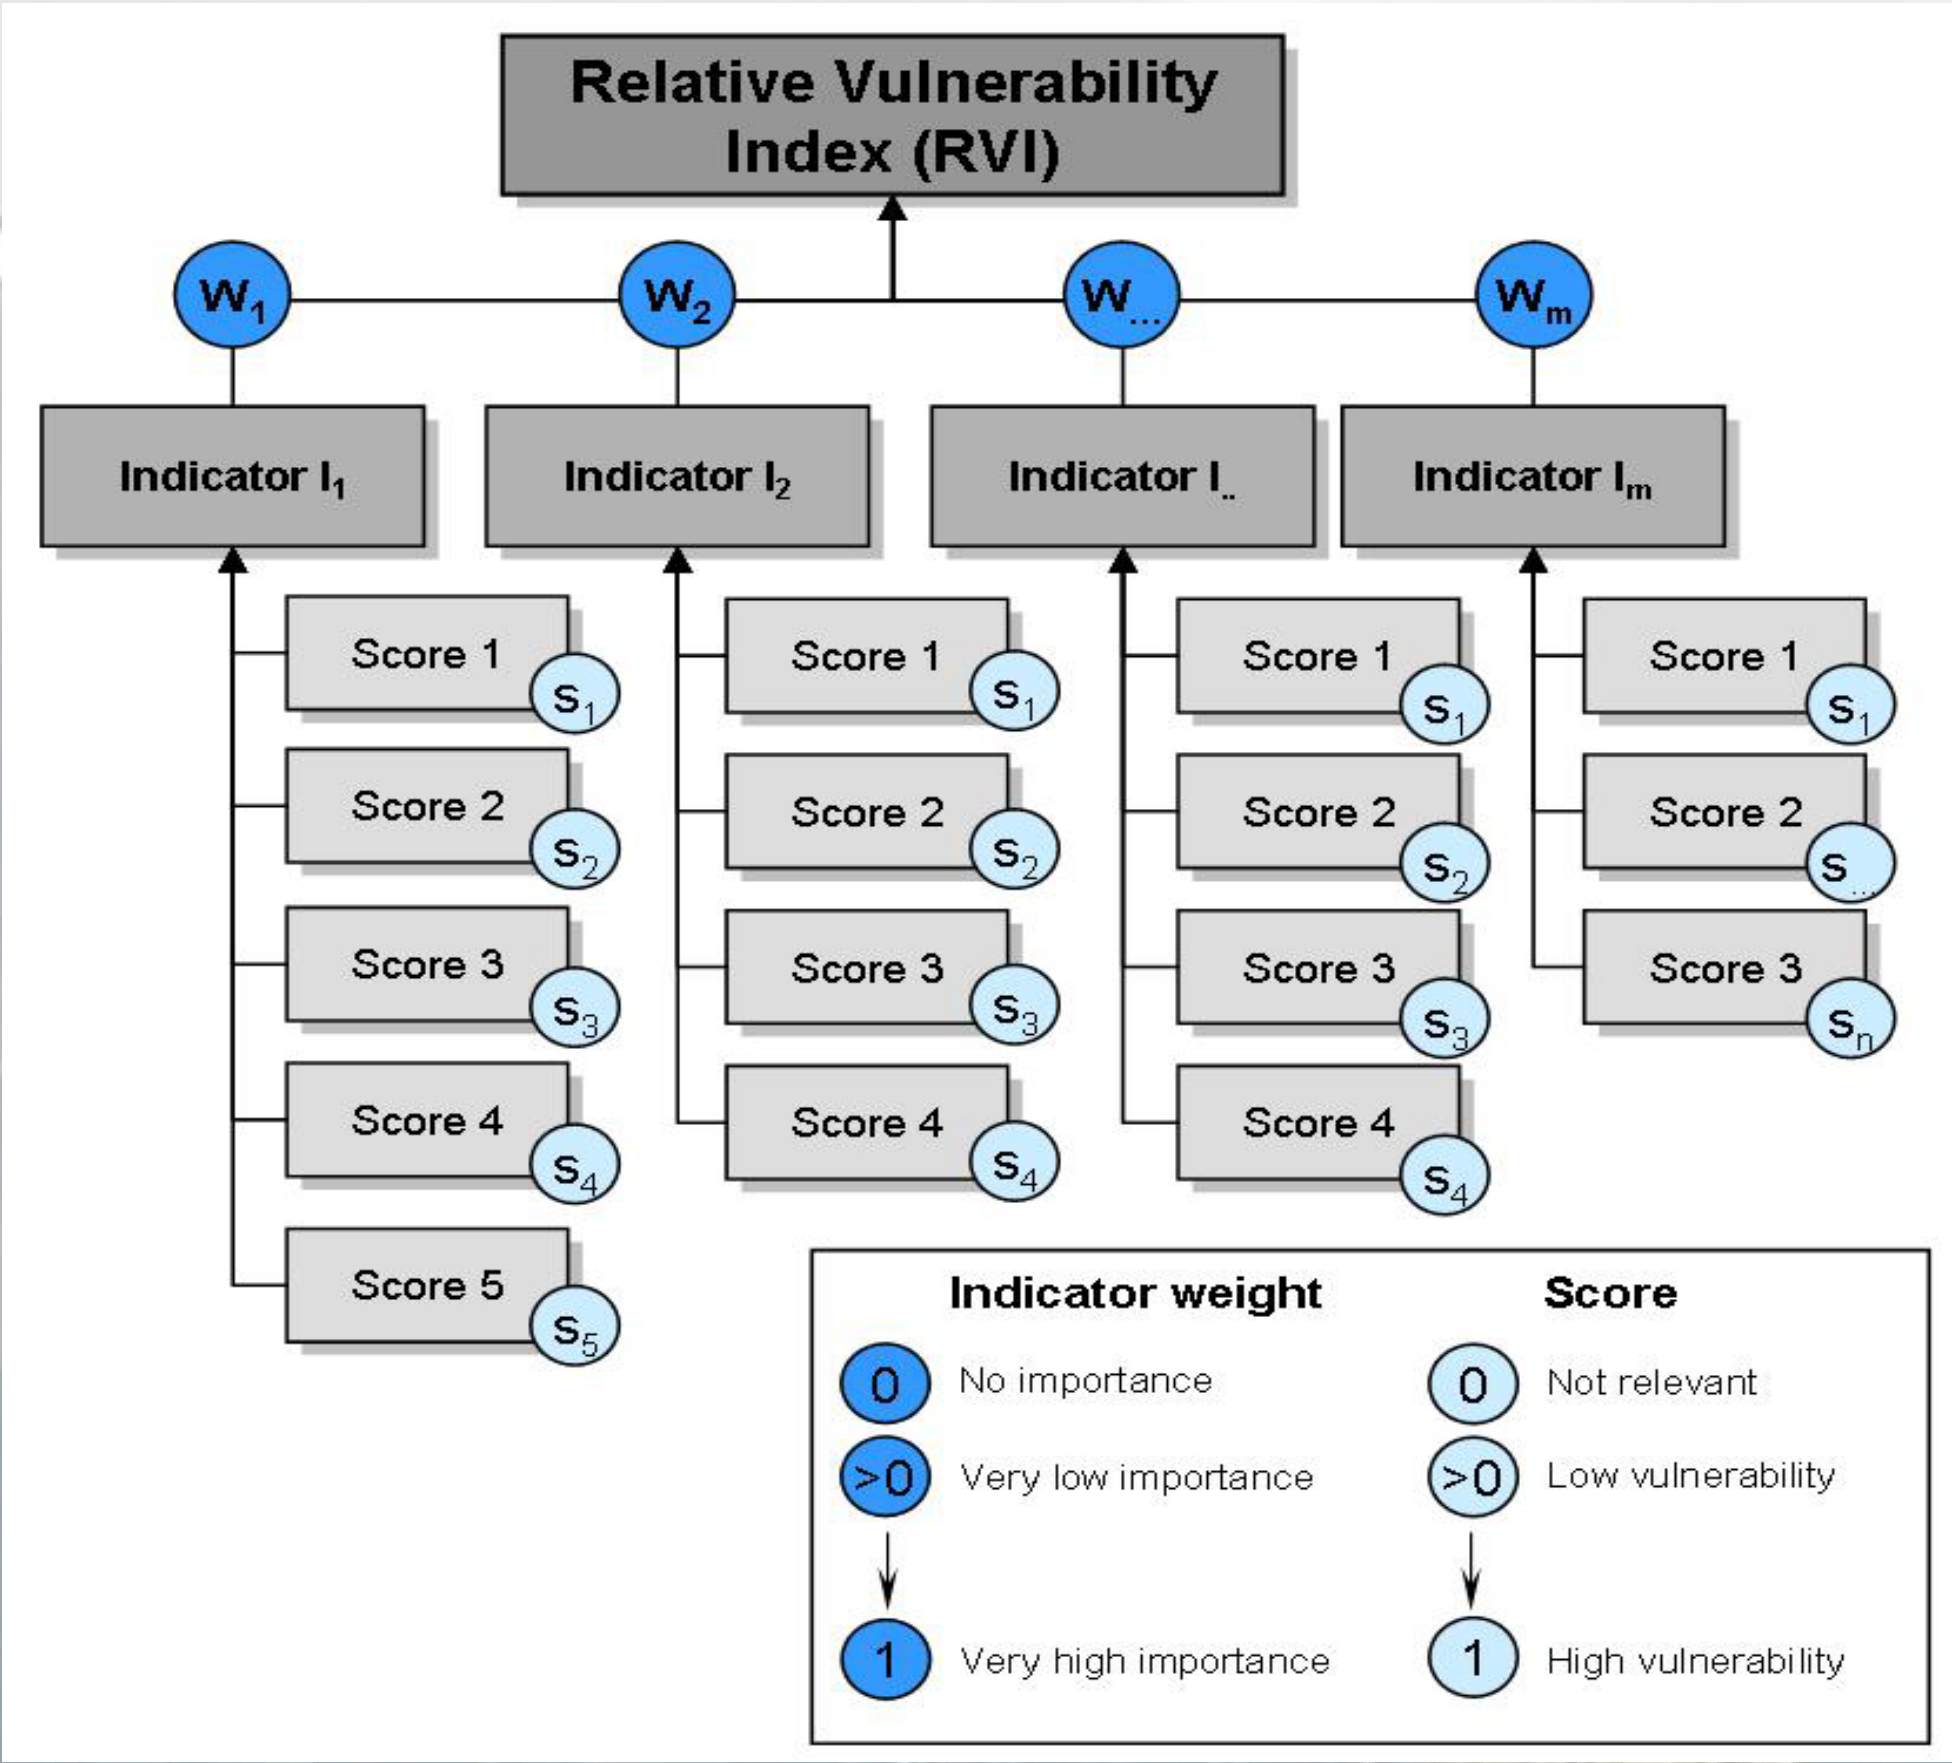 Relative Vulnerability
Index (RVI)
W1 W2 W... Wm
Indicator I1 Indicator I2 Indicator I.. Indicator Im
Score 1 Score 1 Score 1 Score 1
S1 S1 S1 S1
Score 2 Score 2 Score 2 Score 2
S2 S2 S2 S...
Score 3 Score 3 Score 3 Score 3
S3 S3 S3 Sn
Score 4 Score 4 Score 4
S4 S4 S4
Score 5
S5
Indicator weight Score
0 No importance 0 Not relevant
>0 Very low importance >0 Low vulnerability
1 Very high importance 1 High vulnerability